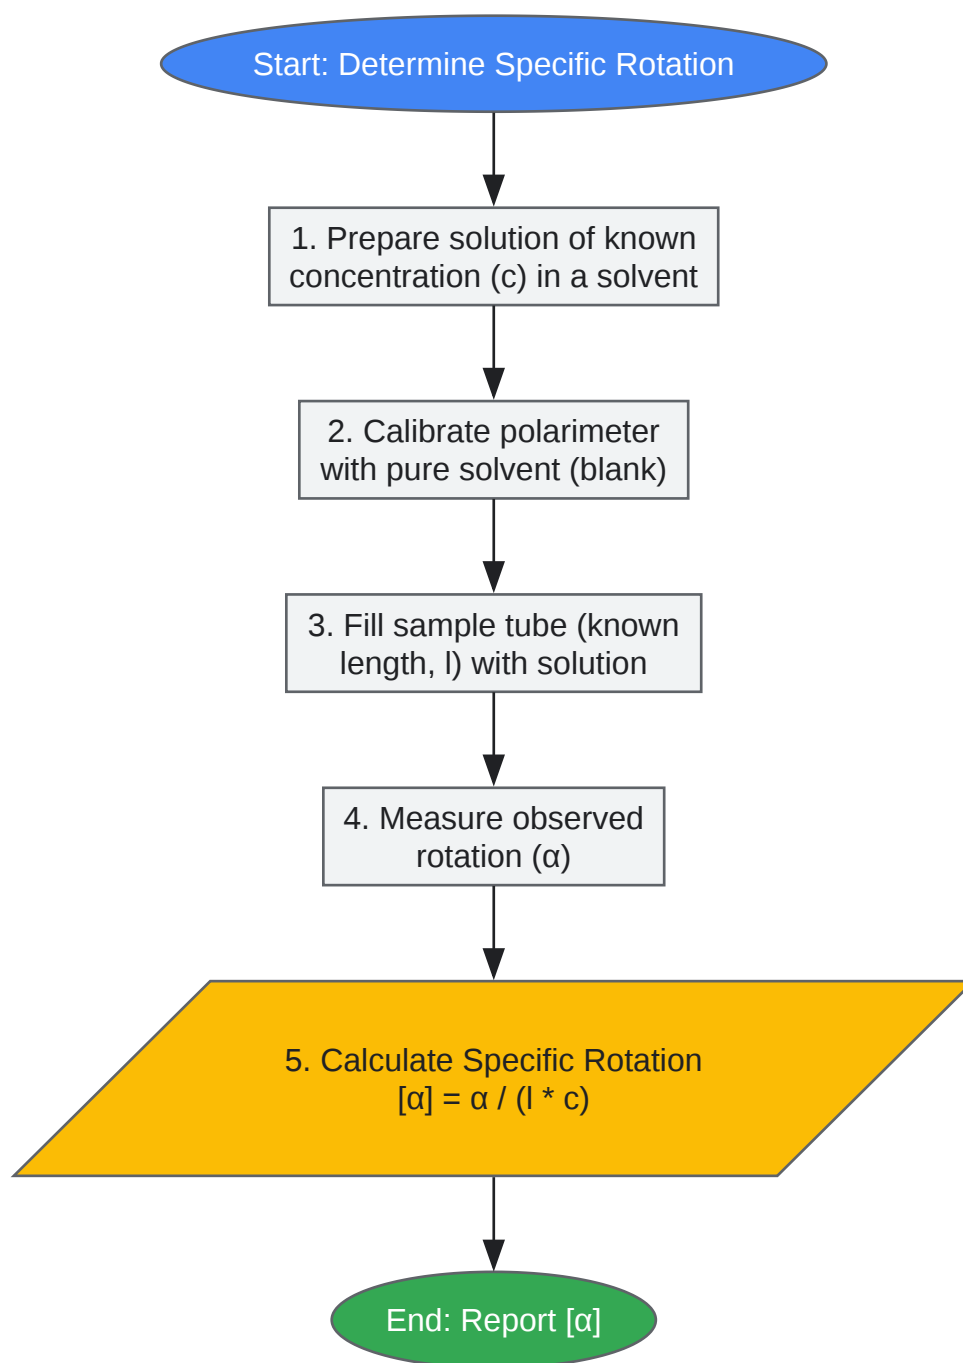 Start: Determine Specific Rotation
1. Prepare solution of known
concentration (c) in a solvent
2. Calibrate polarimeter
with pure solvent (blank)
3. Fill sample tube (known
length, l) with solution
4. Measure observed
rotation (α)
5. Calculate Specific Rotation
[α] = α / (l * c)
End: Report [α]